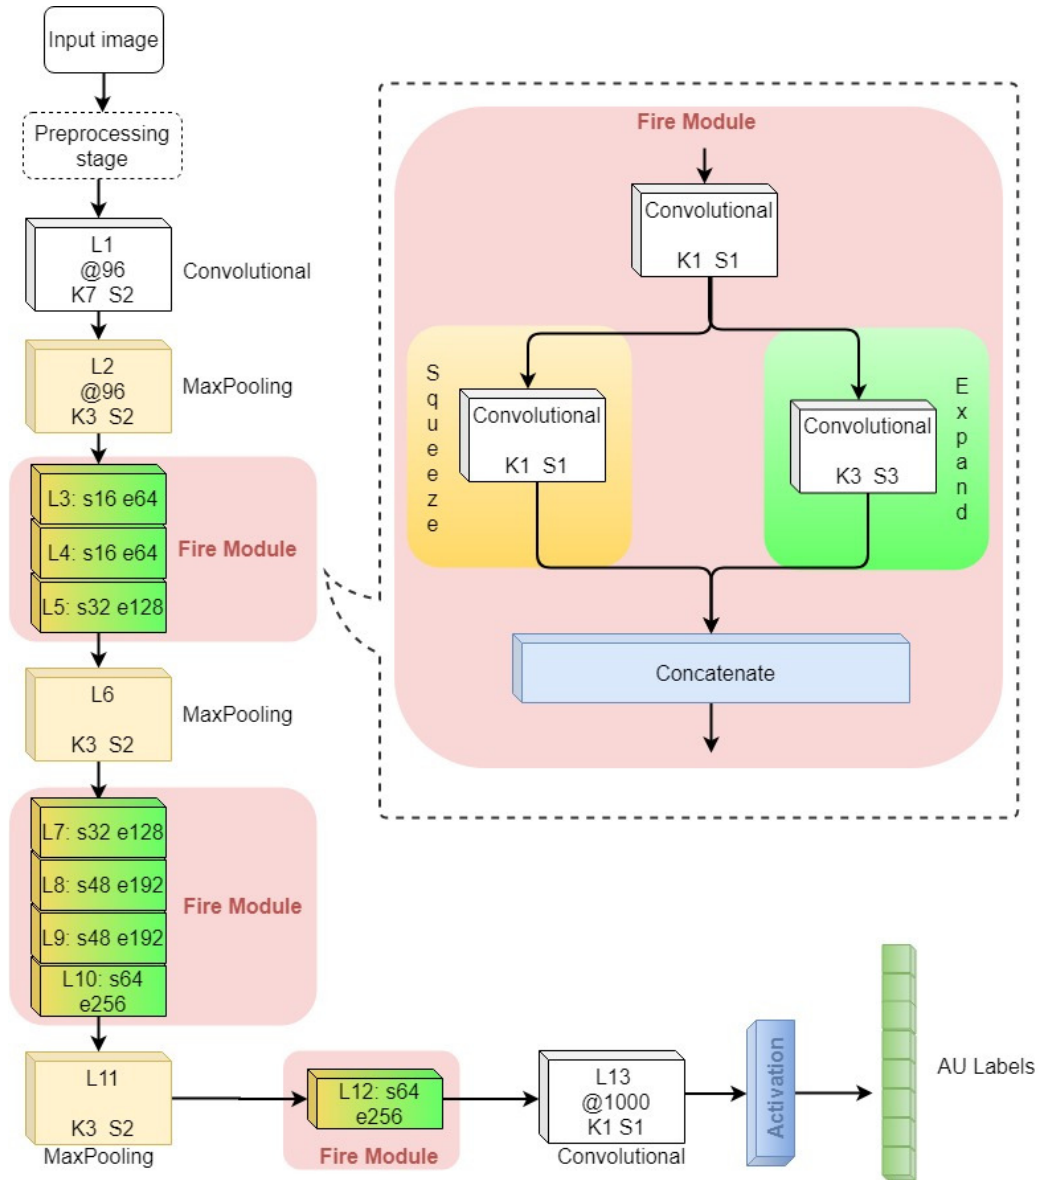 Input image
Preprocessing
stage
L1
@96
K7 S2
Convolutional
L2
@96
K3 S2
MaxPooling
L3: s16 e64
L4: s16 e64
L5: s32 e128
Fire Module
L6
K3 S2
MaxPooling
L7: s32 e128
L8: s48 e192
L9: s48 e192
L10: s64
e256
Fire Module
L11
K3 S2
MaxPooling
L12: s64
e256
Fire Module
L13
@1000
K1 S1
Convolutional
Activation
AU Labels
Fire Module
Convolutional
K1 S1
Squeeze
Convolutional
K1 S1
Expand
Convolutional
K3 S3
Concatenate